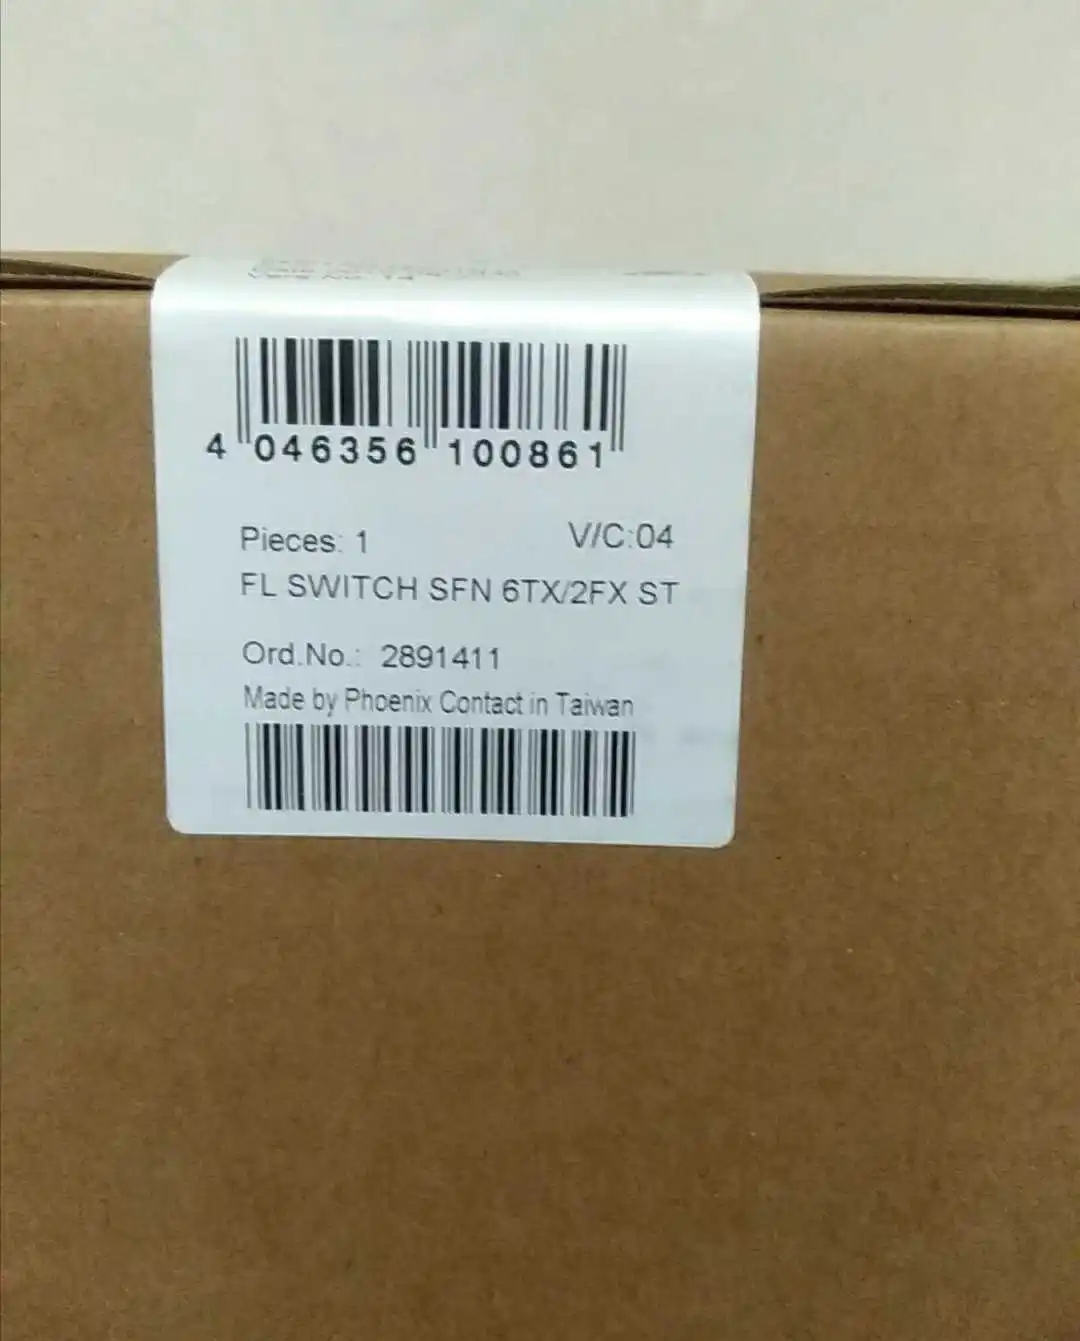 4 046356 100861
Pieces: 1 V/C:04
FL SWITCH SFN 6TX/2FX ST
Ord.No.: 2891411
Made by Phoenix Contact in Taiwan